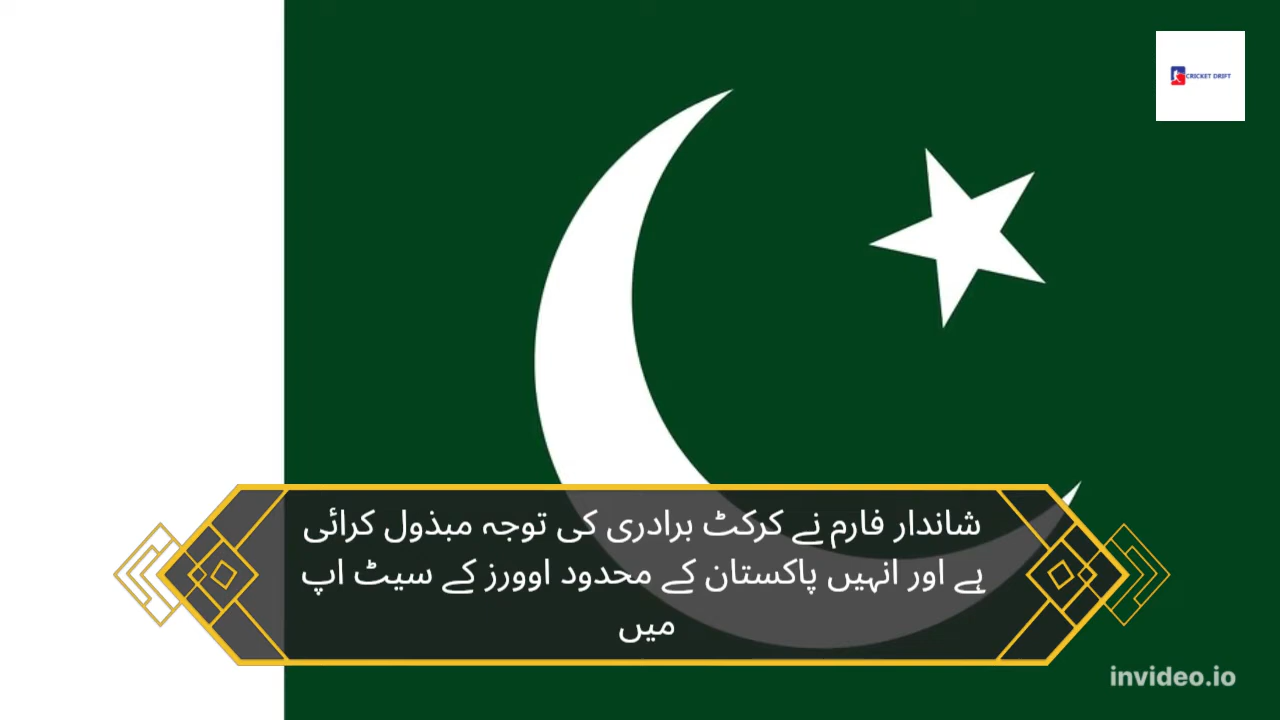 CRICKET DRIFT
شاندار فارم نے کرکٹ برادری کی توجہ مبذول کرائی
ہے اور انہیں پاکستان کے محدود اوورز کے سیٹ اپ
میں
invideo.io